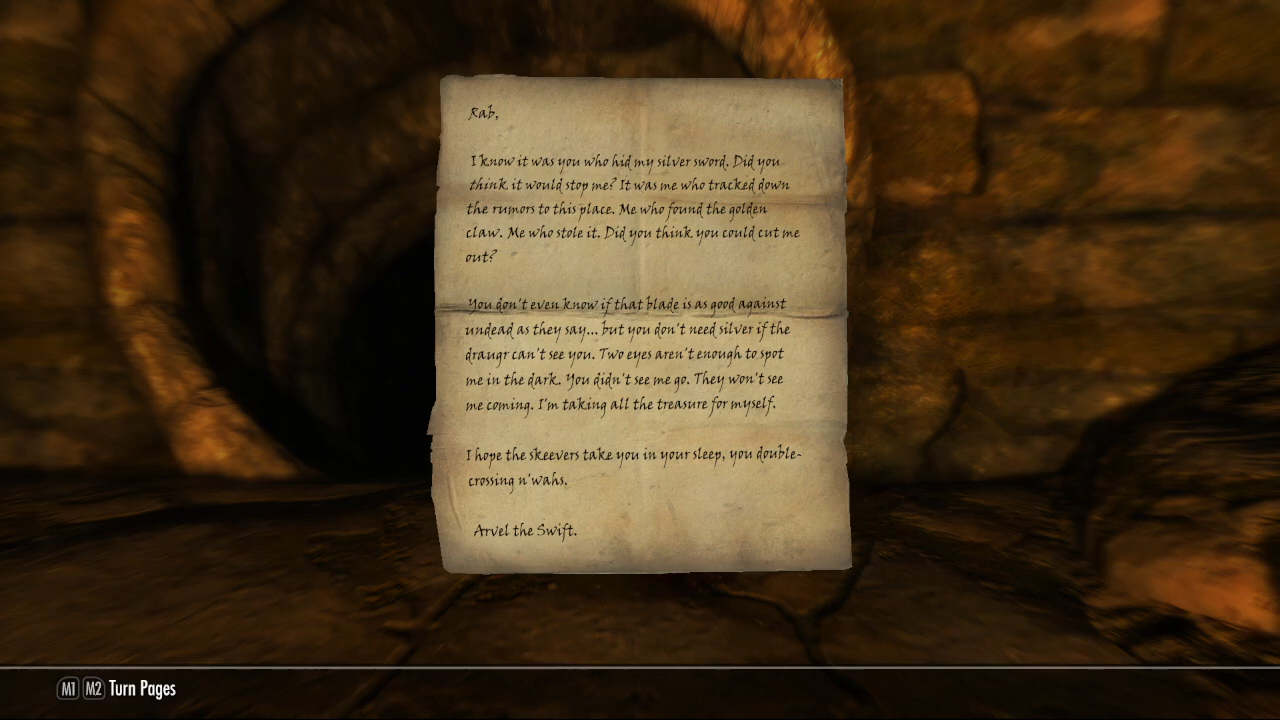 Rab,
I know it was you who hid my silver sword. Did you
think it would stop me? It was me who tracked down
the rumors to this place. Me who found the golden
claw. Me who stole it. Did you think you could cut me
out?
You don't even know if that blade is as good against
undead as they say... but you don't need silver if the
draugr can't see you. Two eyes aren't enough to spot
me in the dark. You didn't see me go. They won't see
me coming. I'm taking all the treasure for myself.
I hope the skeevers take you in your sleep, you double-
crossing n'wahs.
Arvel the Swift.
M1 M2 Turn Pages